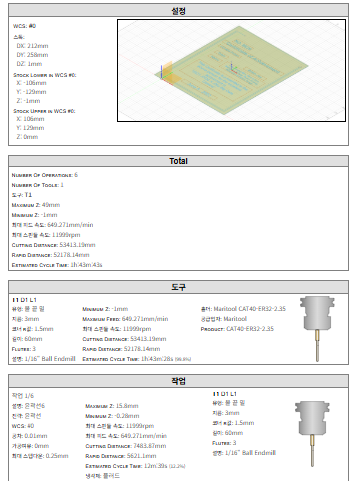 설정
WCS: #0
스톡:
DX: 212mm
DY: 258mm
DZ: 1mm
STOCK LOWER IN WCS #0:
X: -106mm
Y: -129mm
Z: -1mm
STOCK UPPER IN WCS #0:
X: 106mm
Y: 129mm
Z: 0mm
Total
NUMBER OF OPERATIONS: 6
NUMBER OF TOOLS: 1
도구: T1
MAXIMUM Z: 49mm
MINIMUM Z: -1mm
최대 피드 속도: 649.271mm/min
최대 스핀들 속도: 11999rpm
CUTTING DISTANCE: 53413.19mm
RAPID DISTANCE: 52178.14mm
ESTIMATED CYCLE TIME: 1h:43m:43s
도구
T1 D1 L1
유형: 볼 끝 밀
지름: 3mm
코너 R값: 1.5mm
길이: 60mm
FLUTES: 3
설명: 1/16" Ball Endmill
MINIMUM Z: -1mm
MAXIMUM FEED: 649.271mm/min
최대 스핀들 속도: 11999rpm
CUTTING DISTANCE: 53413.19mm
RAPID DISTANCE: 52178.14mm
ESTIMATED CYCLE TIME: 1h:43m:28s (99.8%)
홀더: Maritool CAT40-ER32-2.35
공급업체: Maritool
PRODUCT: CAT40-ER32-2.35
작업
작업 1/6
설명: 윤곽선6
전략: 윤곽선
WCS: #0
공차: 0.01mm
가공여유: 0mm
최대 스텝다운: 0.25mm
MAXIMUM Z: 15.8mm
MINIMUM Z: -0.28mm
최대 스핀들 속도: 11999rpm
최대 피드 속도: 649.271mm/min
CUTTING DISTANCE: 7483.87mm
RAPID DISTANCE: 5621.1mm
ESTIMATED CYCLE TIME: 12m:39s (12.2%)
냉각제: 플러드
T1 D1 L1
유형: 볼 끝 밀
지름: 3mm
코너 R값: 1.5mm
길이: 60mm
FLUTES: 3
설명: 1/16" Ball Endmill